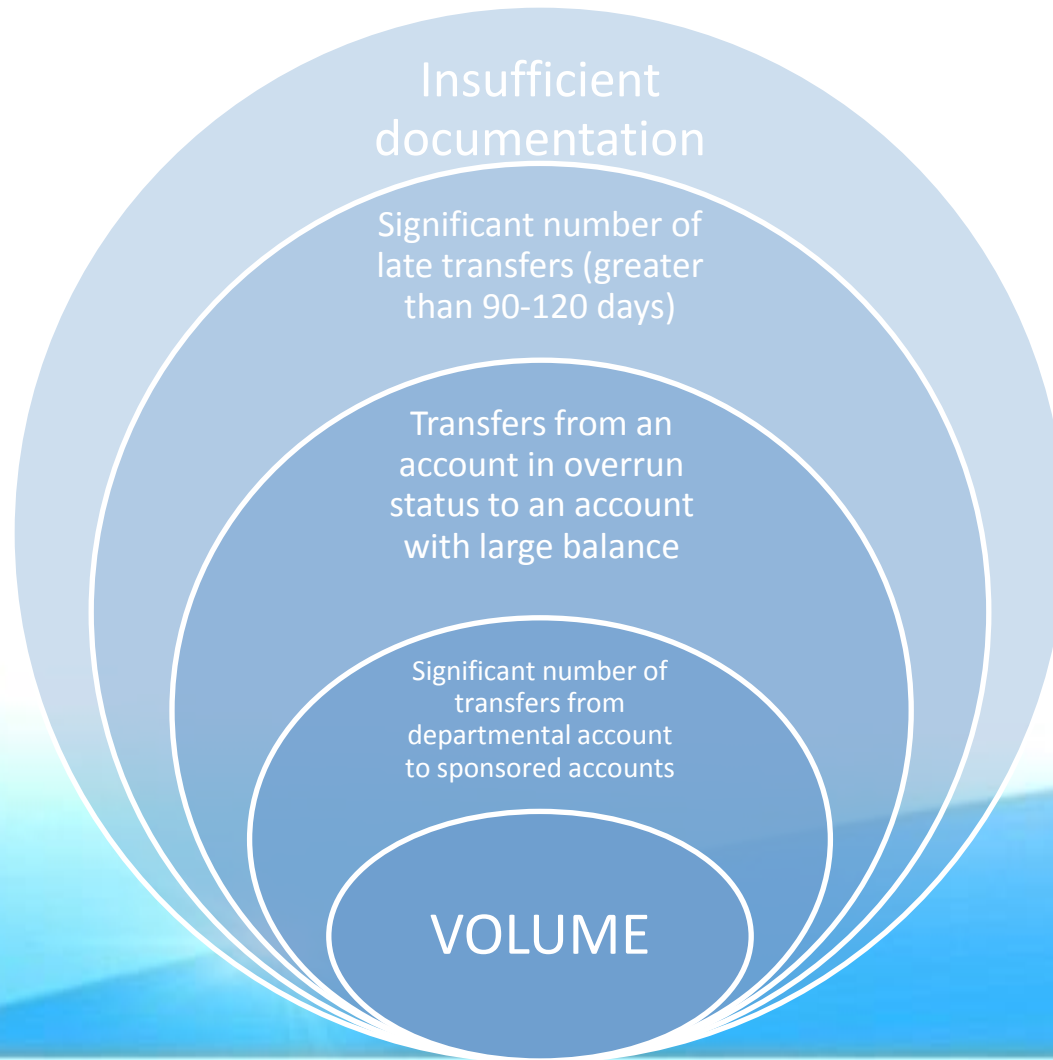 Insufficient
documentation
Significant number of
late transfers (greater
than 90-120 days)
Transfers from an
account in overrun
status to an account
with large balance
Significant number of
transfers from
departmental account
to sponsored accounts
VOLUME